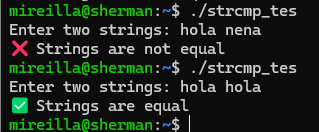 mireilla@sherman:~$ ./strcmp_tes
Enter two strings: hola nena
❌ Strings are not equal
mireilla@sherman:~$ ./strcmp_tes
Enter two strings: hola hola
✅ Strings are equal
mireilla@sherman:~$